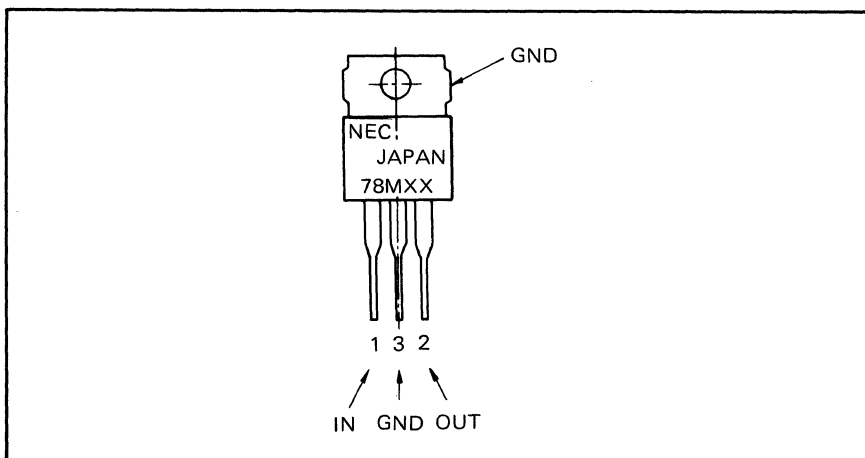 GND
NEC
JAPAN
78MXX
1 3 2
IN GND OUT